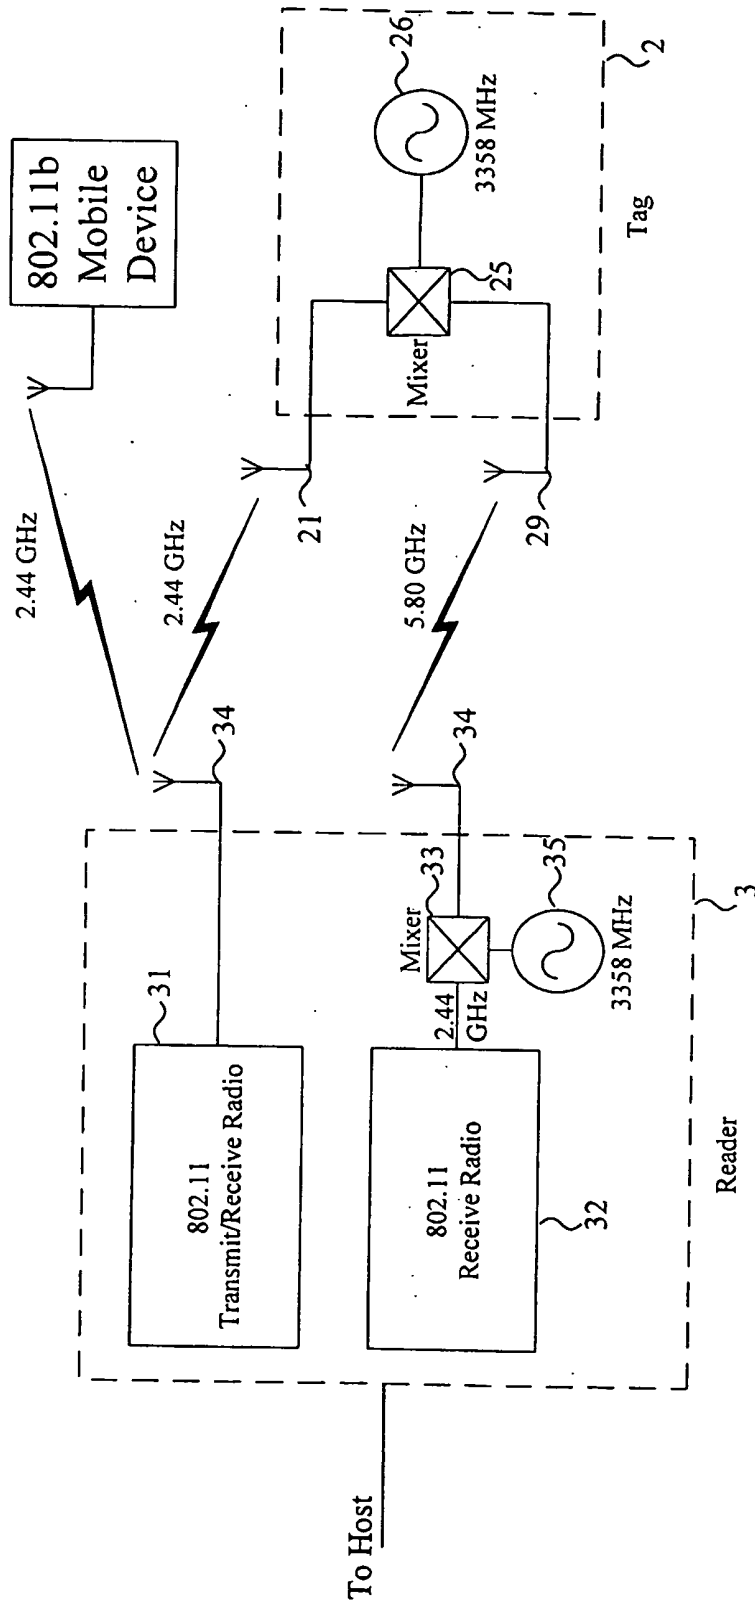 802.11b
Mobile
Device
2.44 GHz
2.44 GHz
5.80 GHz
21
29
Mixer
25
26
3358 MHz
Tag
2
34
34
31
802.11
Transmit/Receive Radio
802.11
Receive Radio
32
2.44
GHz
Mixer
33
35
3358 MHz
Reader
3
To Host